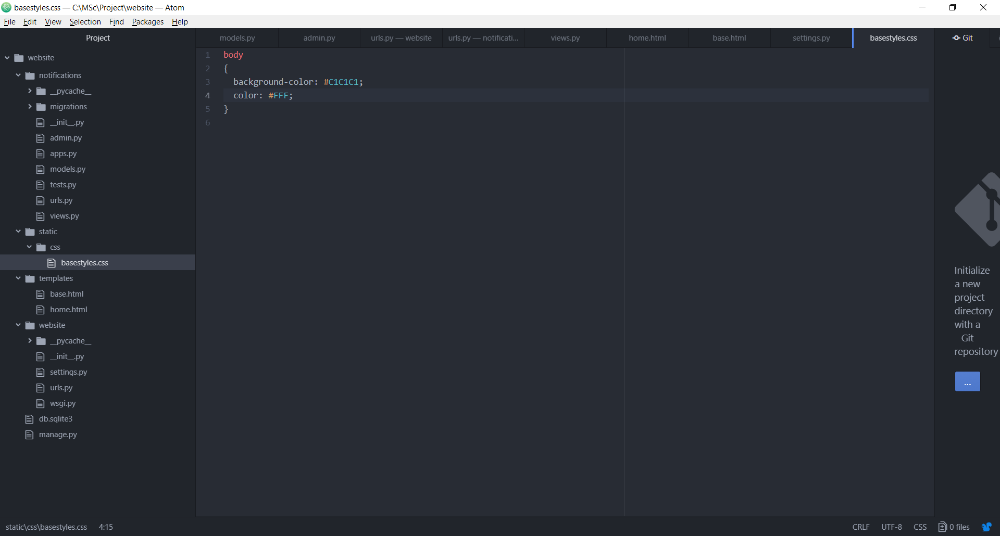 basestyles.css — C:\MSc\Project\website — Atom
File Edit View Selection Find Packages Help
Project
models.py admin.py urls.py — website urls.py — notificati... views.py home.html base.html settings.py basestyles.css Git
website
notifications
__pycache__
migrations
__init__.py
admin.py
apps.py
models.py
tests.py
urls.py
views.py
static
css
basestyles.css
templates
base.html
home.html
website
__pycache__
__init__.py
settings.py
urls.py
wsgi.py
db.sqlite3
manage.py
1 body
2 {
3 background-color: #C1C1C1;
4 color: #FFF;
5 }
6
Initialize
a new
project
directory
with a
Git
repository
...
static\css\basestyles.css 4:15 CRLF UTF-8 CSS 0 files